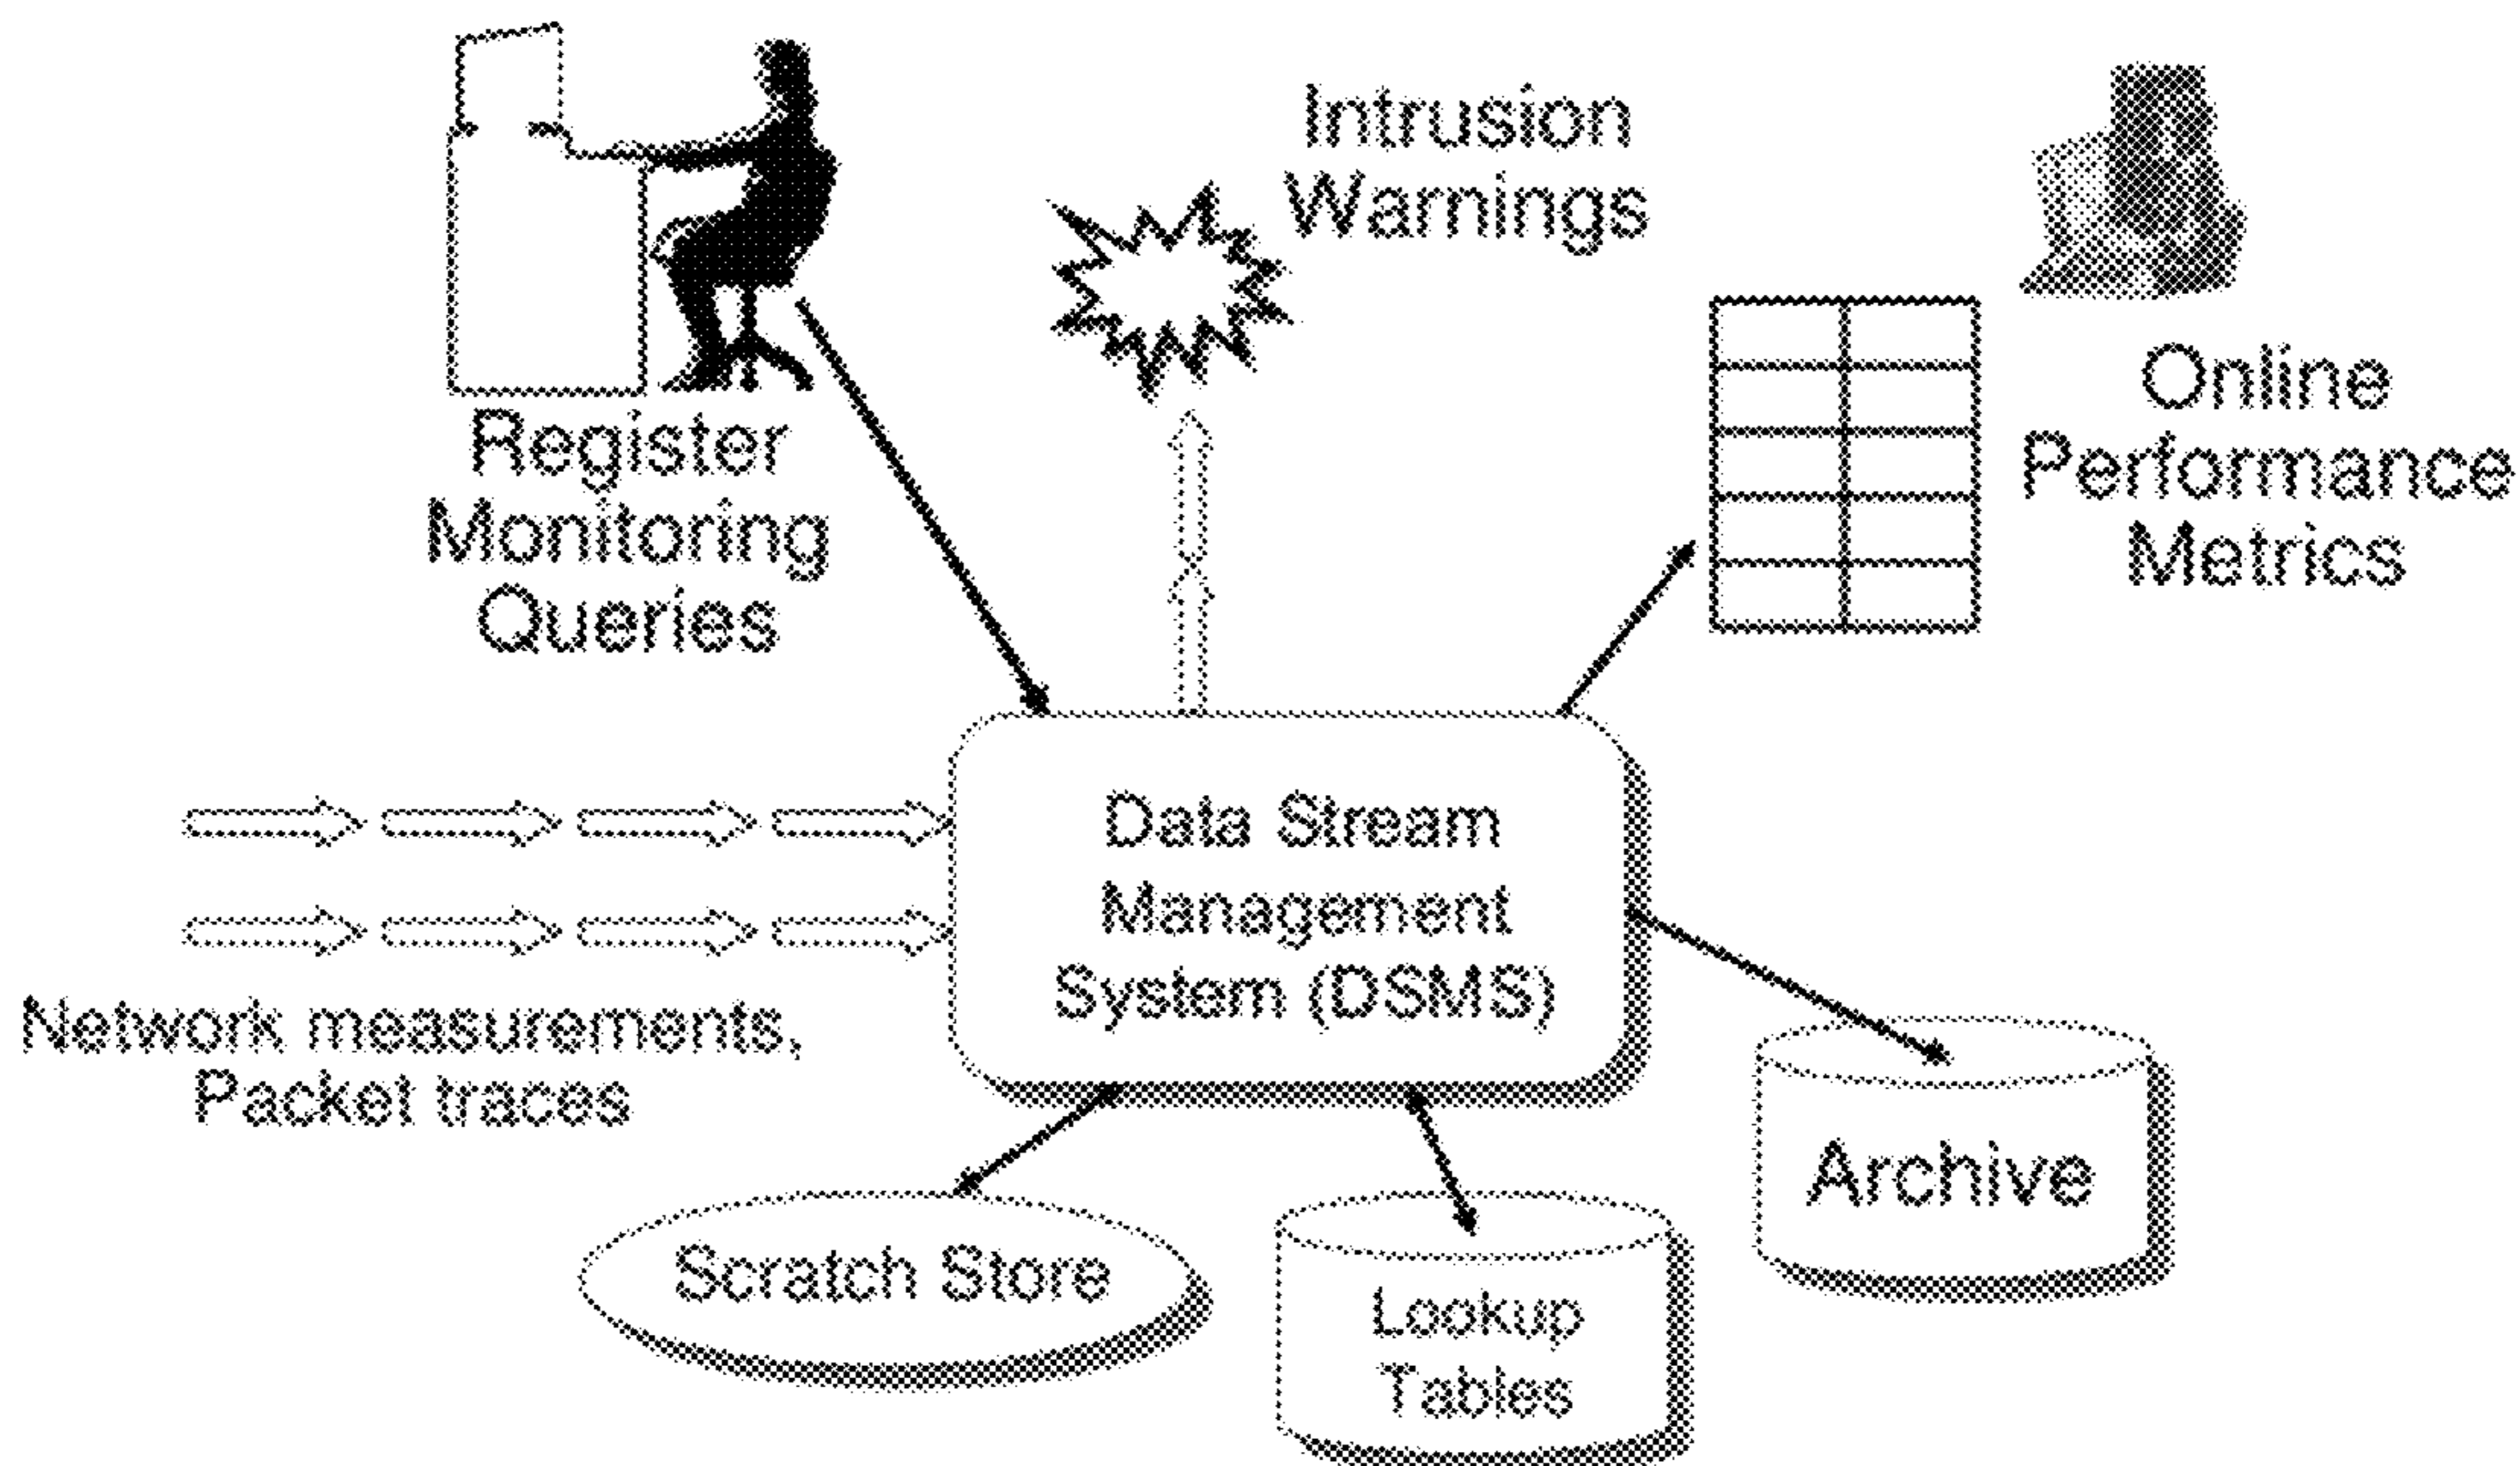 Intrusion
Warnings
Online
Performance
Metrics
Register
Monitoring
Queries
Data Stream
Management
System (DSMS)
Network measurements,
Packet traces
Archive
Scratch Store
Lookup
Tables